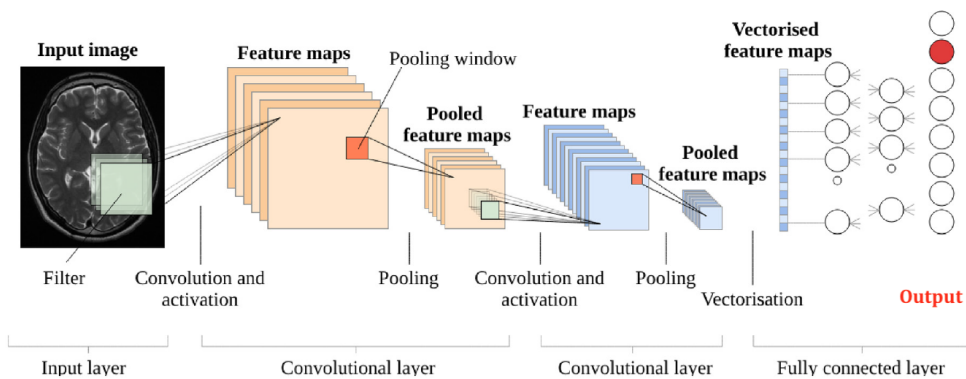 Input image
Feature maps
Pooling window
Pooled
feature maps
Feature maps
Pooled
feature maps
Vectorised
feature maps
Filter
Convolution and
activation
Pooling
Convolution and
activation
Pooling
Vectorisation
Output
Input layer
Convolutional layer
Convolutional layer
Fully connected layer